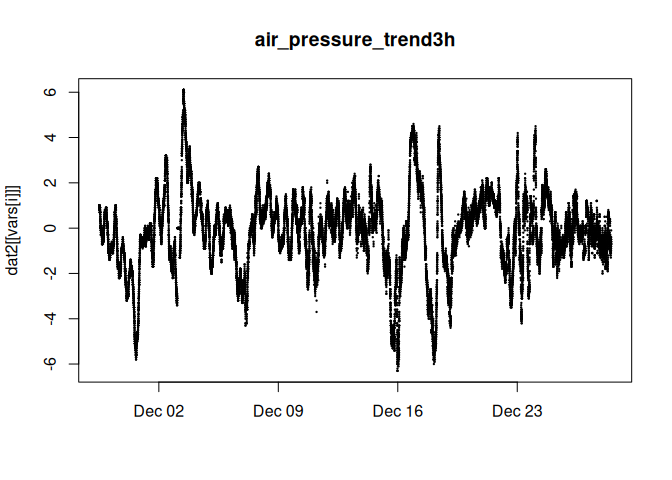 air_pressure_trend3h
dat2[[vars[i]]]
6
4
2
0
-2
-4
-6
Dec 02 Dec 09 Dec 16 Dec 23